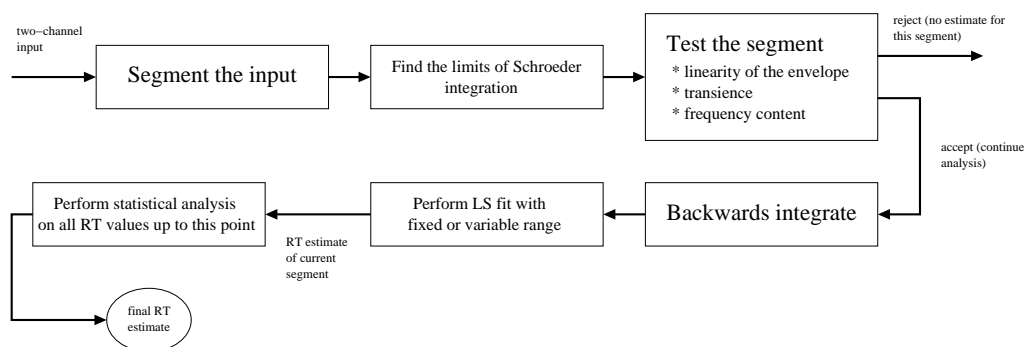 two−channel
input
Segment the input
Find the limits of Schroeder
integration
Test the segment
* linearity of the envelope
* transience
* frequency content
reject (no estimate for
this segment)
accept (continue
analysis)
Backwards integrate
Perform LS fit with
fixed or variable range
RT estimate
of current
segment
Perform statistical analysis
on all RT values up to this point
final RT
estimate